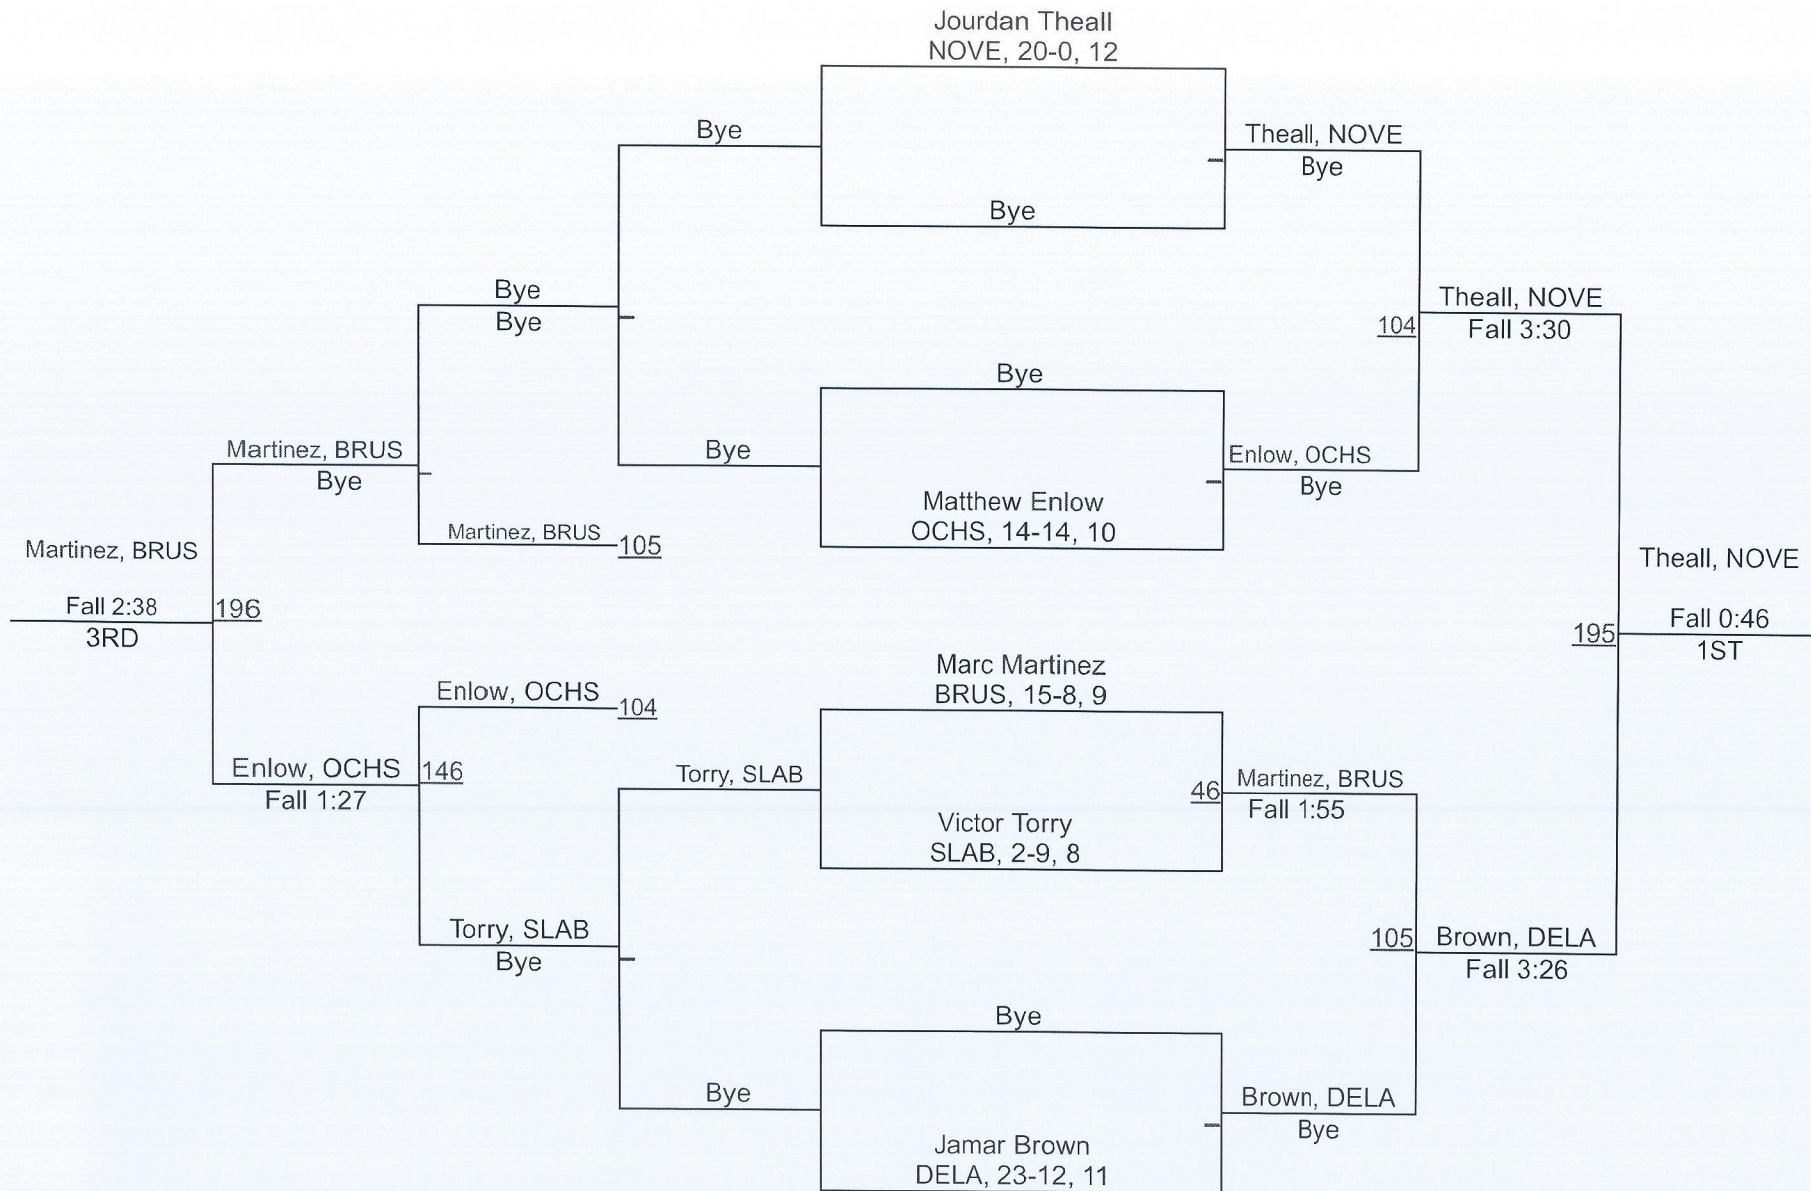 Jourdan Theall
NOVE, 20-0, 12
Bye
Theall, NOVE
Bye
Bye
Bye
Bye
Theall, NOVE
104
Fall 3:30
Bye
Martinez, BRUS
Bye
Bye
Enlow, OCHS
Bye
Matthew Enlow
OCHS, 14-14, 10
Martinez, BRUS
105
Martinez, BRUS
Fall 2:38
196
3RD
Theall, NOVE
195
Fall 0:46
1ST
Marc Martinez
BRUS, 15-8, 9
Enlow, OCHS
104
Enlow, OCHS
146
Fall 1:27
Torry, SLAB
46
Martinez, BRUS
Fall 1:55
Victor Torry
SLAB, 2-9, 8
Torry, SLAB
Bye
105
Brown, DELA
Fall 3:26
Bye
Bye
Brown, DELA
Bye
Jamar Brown
DELA, 23-12, 11